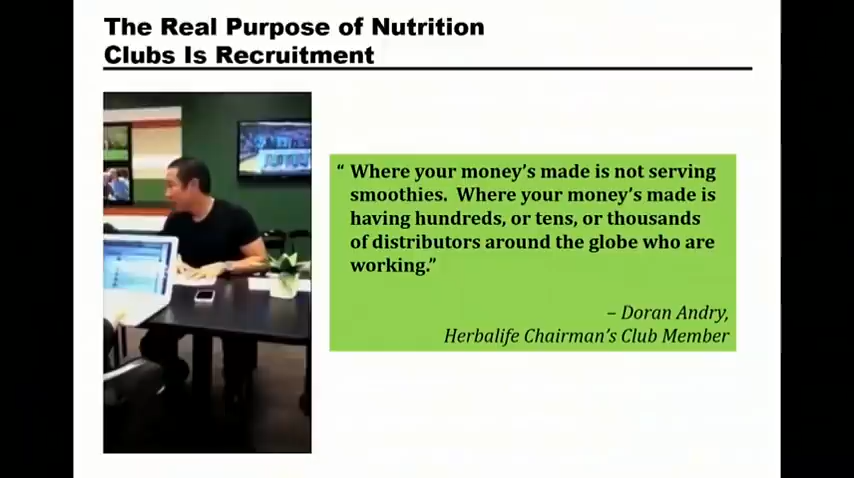 The Real Purpose of Nutrition
Clubs Is Recruitment
“ Where your money’s made is not serving
smoothies. Where your money’s made is
having hundreds, or tens, or thousands
of distributors around the globe who are
working.”
– Doran Andry,
Herbalife Chairman’s Club Member